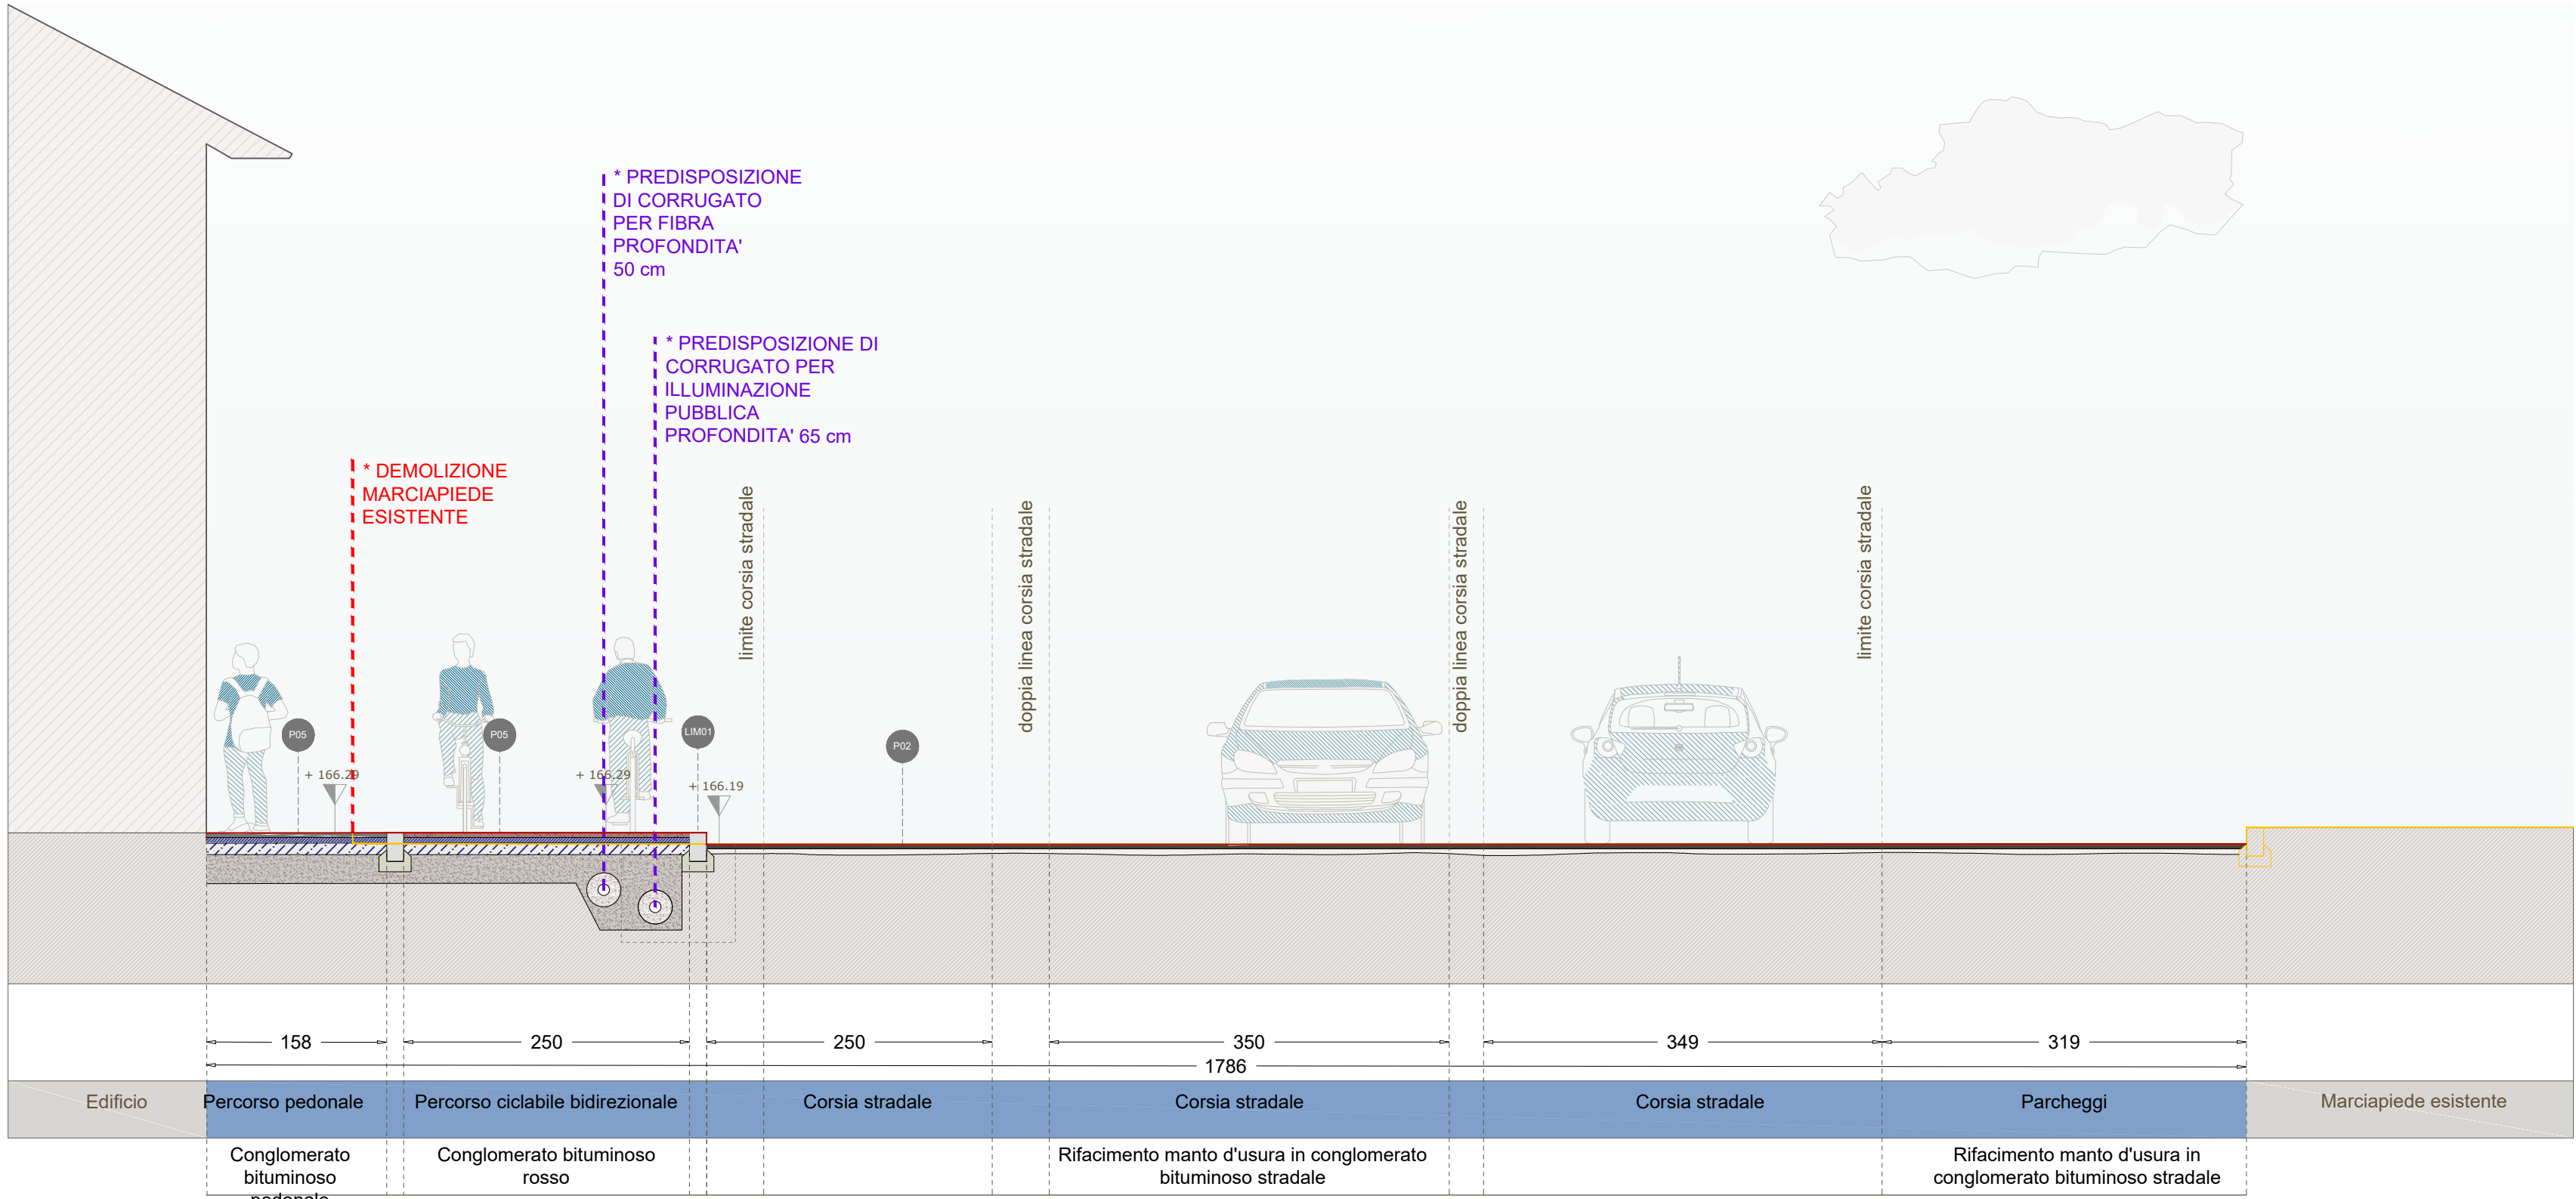 * PREDISPOSIZIONE
DI CORRUGATO
PER FIBRA
PROFONDITA'
50 cm
* PREDISPOSIZIONE DI
CORRUGATO PER
ILLUMINAZIONE
PUBBLICA
PROFONDITA' 65 cm
* DEMOLIZIONE
MARCIAPIEDE
ESISTENTE
limite corsia stradale
doppia linea corsia stradale
doppia linea corsia stradale
limite corsia stradale
P05
P05
LIM01
P02
+ 166.29
+ 166.29
+ 166.19
158
250
250
350
349
319
1786
Edificio
Percorso pedonale
Percorso ciclabile bidirezionale
Corsia stradale
Corsia stradale
Corsia stradale
Parcheggi
Marciapiede esistente
Conglomerato
bituminoso
pedonale
Conglomerato bituminoso
rosso
Rifacimento manto d'usura in conglomerato
bituminoso stradale
Rifacimento manto d'usura in
conglomerato bituminoso stradale